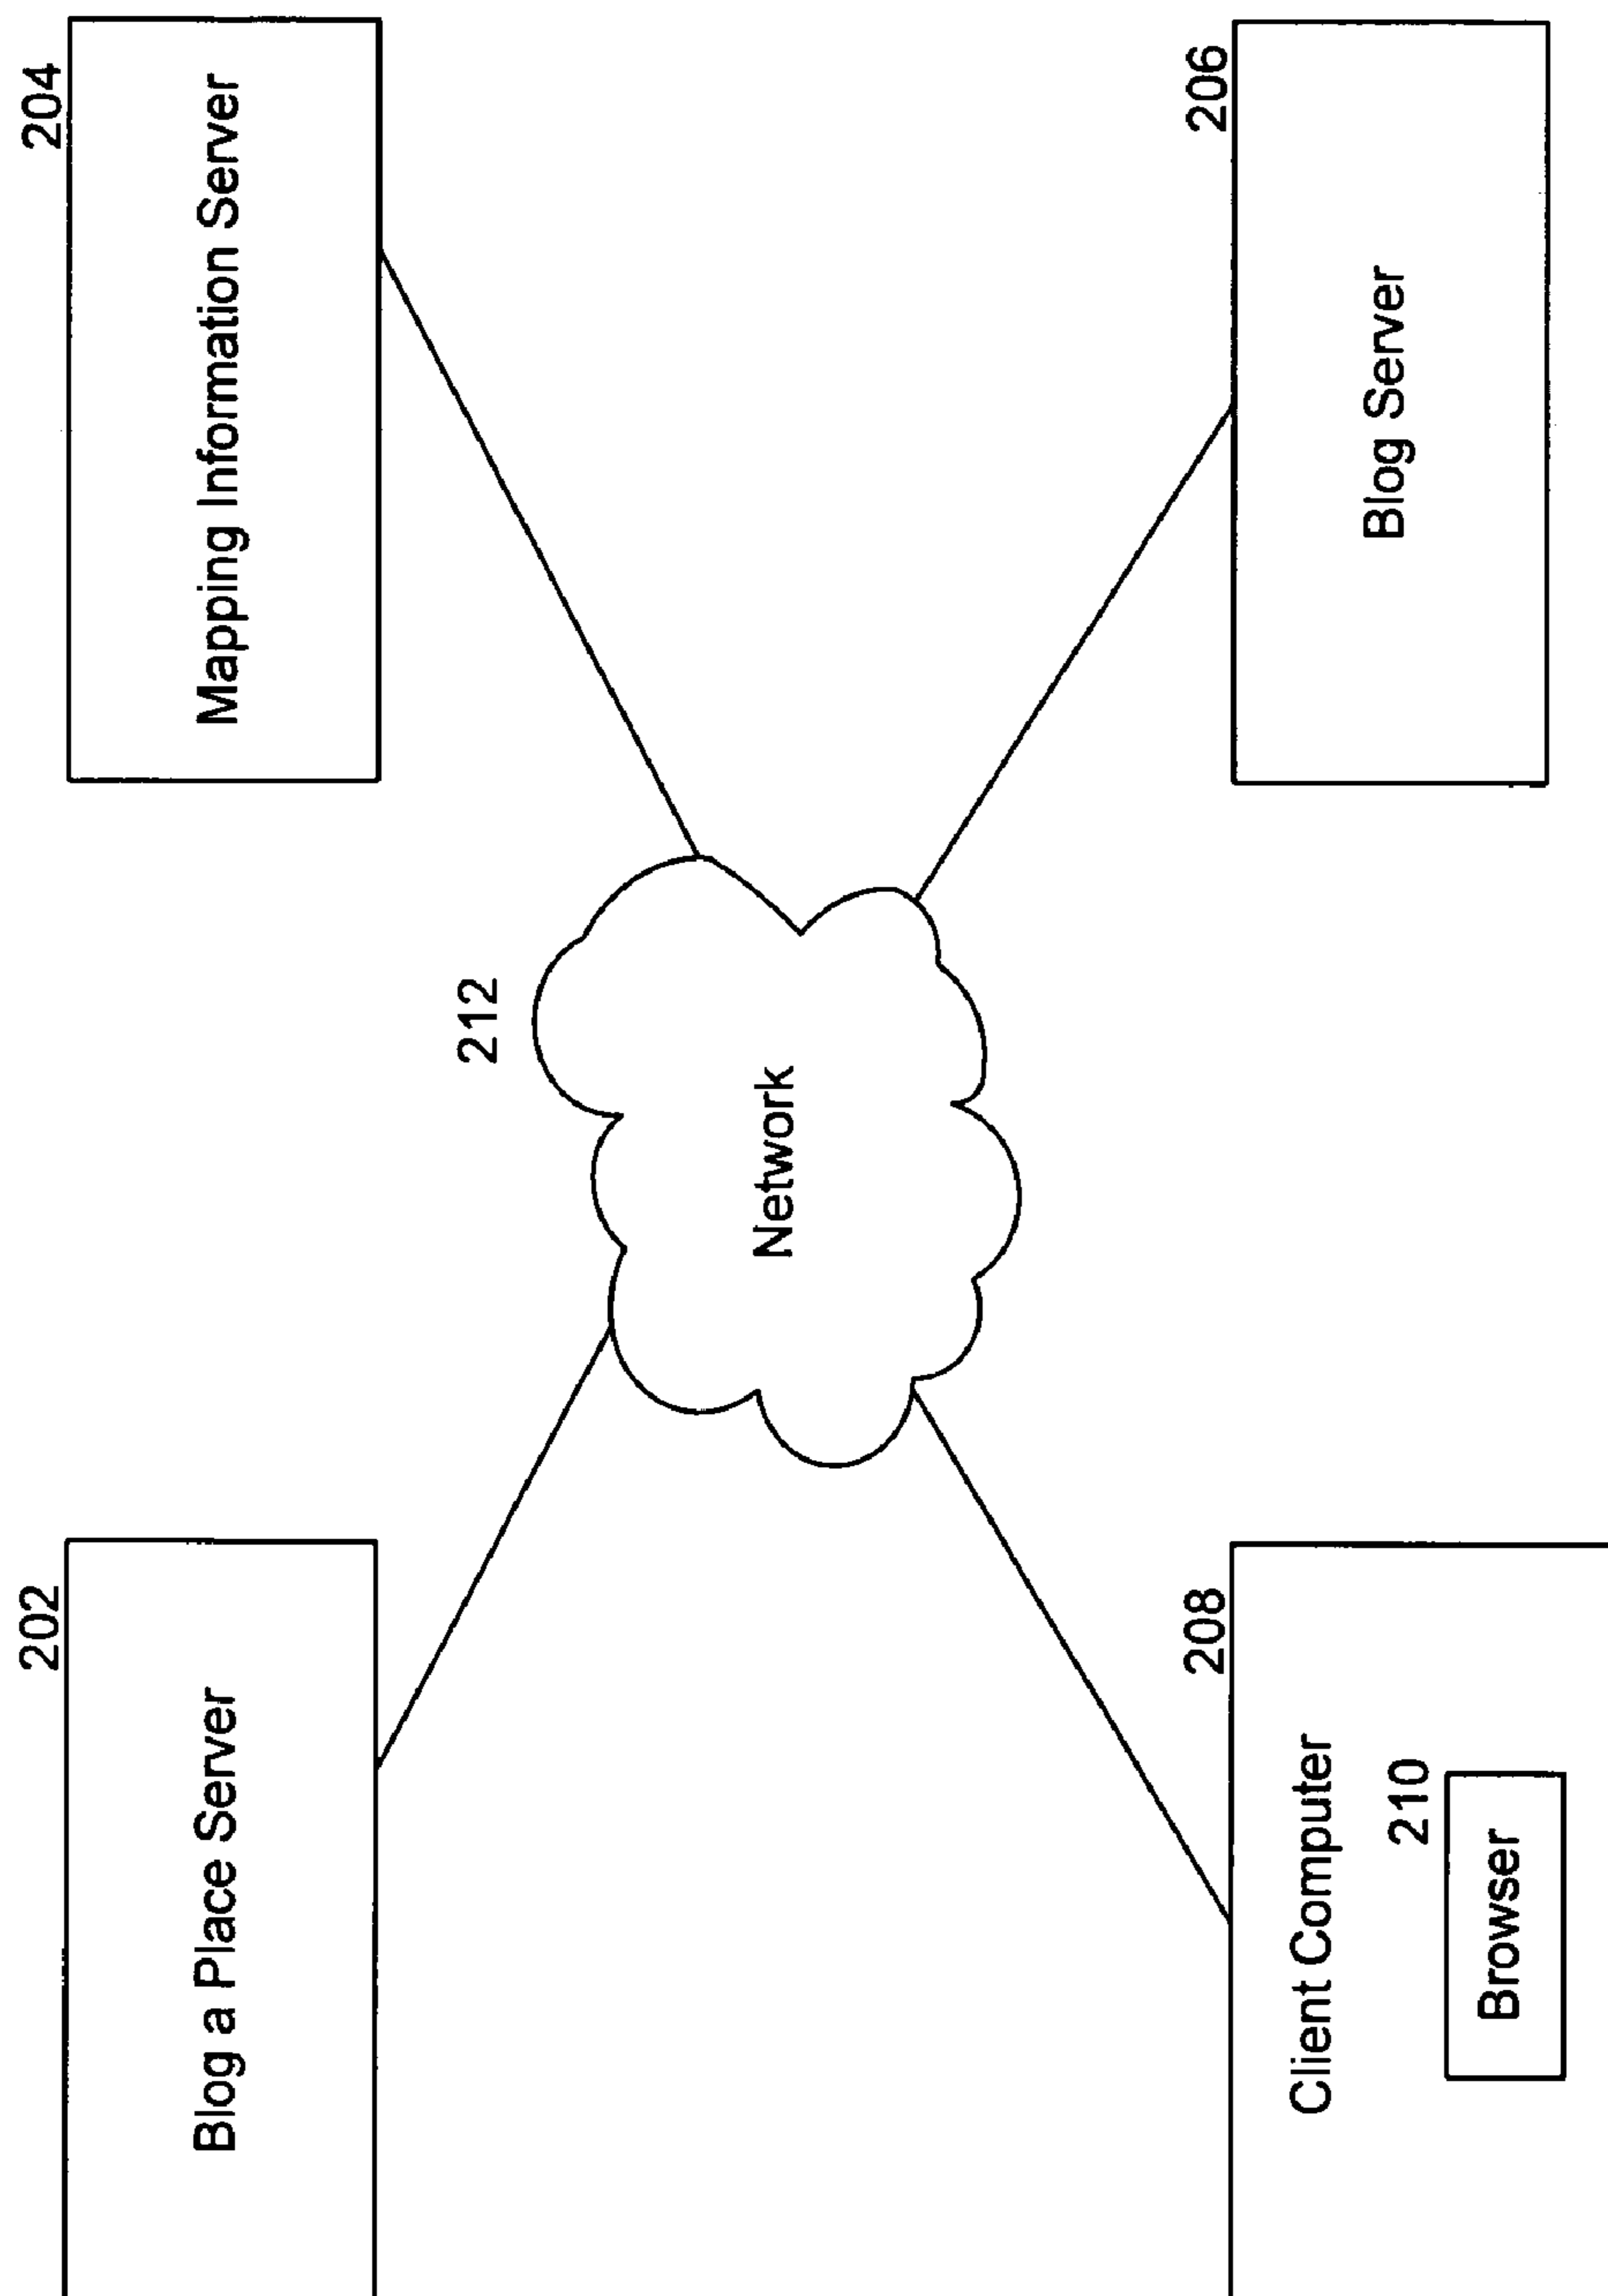 202
Blog a Place Server
204
Mapping Information Server
212
Network
208
Client Computer
210
Browser
206
Blog Server